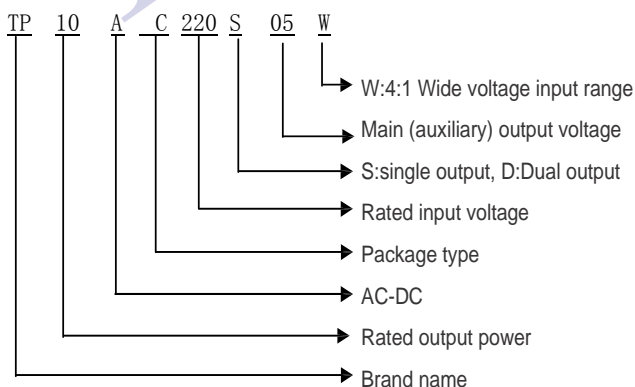 TP 10 A C 220 S 05 W
W:4:1 Wide voltage input range
Main (auxiliary) output voltage
S:single output, D:Dual output
Rated input voltage
Package type
AC-DC
Rated output power
Brand name